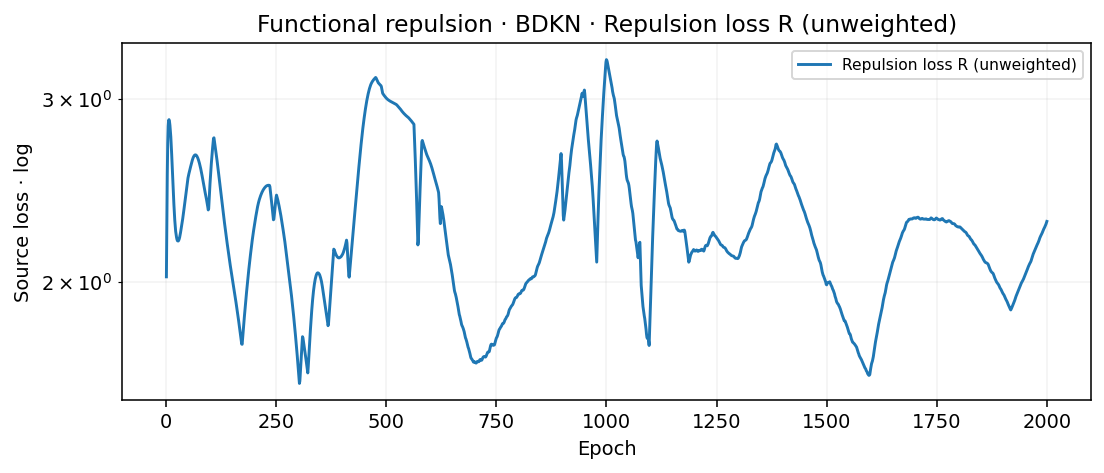 Functional repulsion · BDKN · Repulsion loss R (unweighted)
Repulsion loss R (unweighted)
Source loss · log
3 × 10⁰
2 × 10⁰
0 250 500 750 1000 1250 1500 1750 2000
Epoch